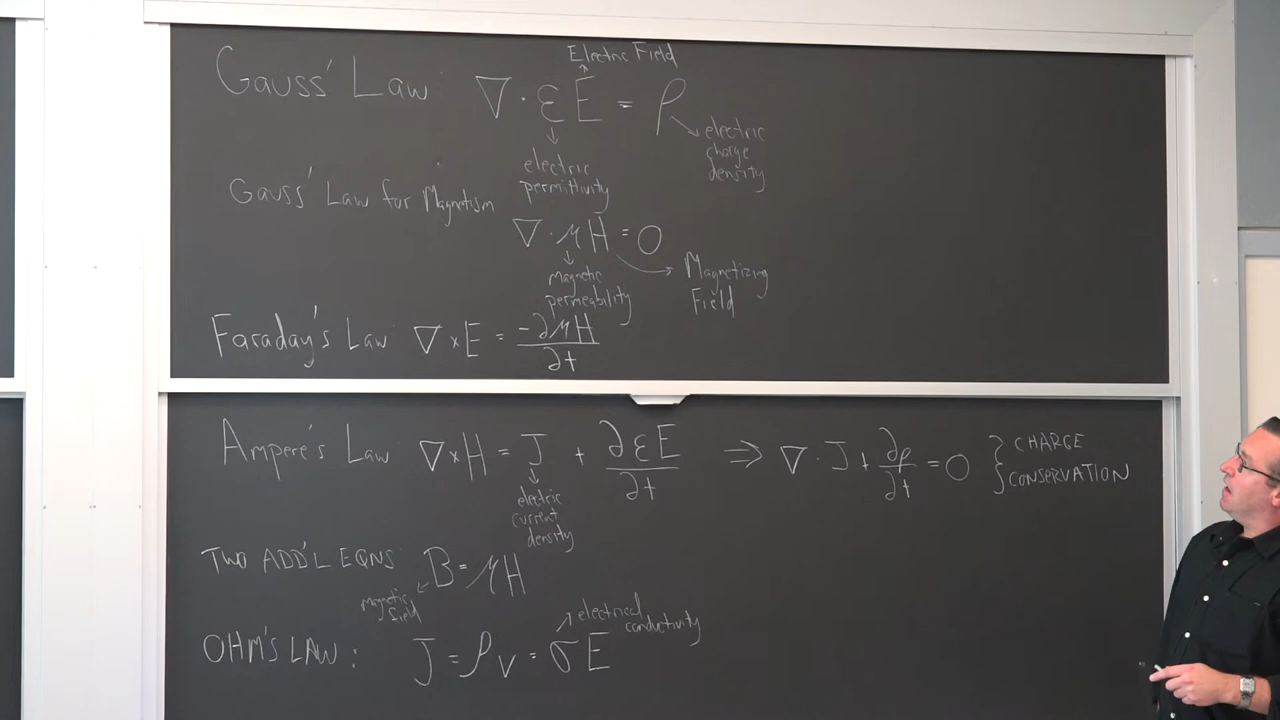 Electric Field
Gauss' Law ∇ · εE = ρ
electric
charge
density
electric
permittivity
Gauss' Law for Magnetism
∇ · μH = 0
Magnetizing
Field
magnetic
permeability
Faraday's Law ∇ × E = -∂μH/∂t
Ampere's Law ∇ × H = J + ∂εE/∂t ⇒ ∇ · J + ∂ρ/∂t = 0 } CHARGE
CONSERVATION
electric
current
density
TWO ADD'L EQNS B = μH
magnetic
field
electrical
conductivity
OHM'S LAW: J = ρv = σE